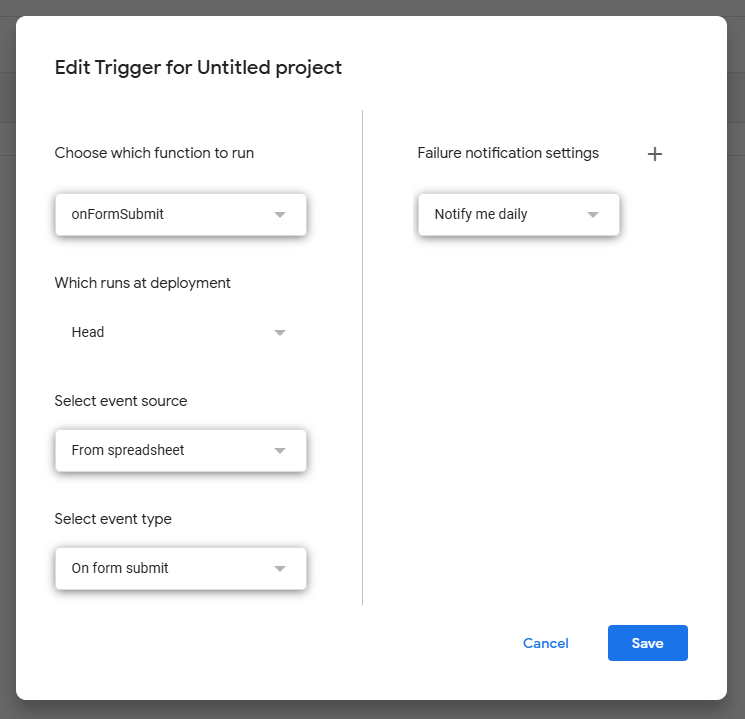 Edit Trigger for Untitled project
Choose which function to run
onFormSubmit
Which runs at deployment
Head
Select event source
From spreadsheet
Select event type
On form submit
Failure notification settings
Notify me daily
Cancel
Save